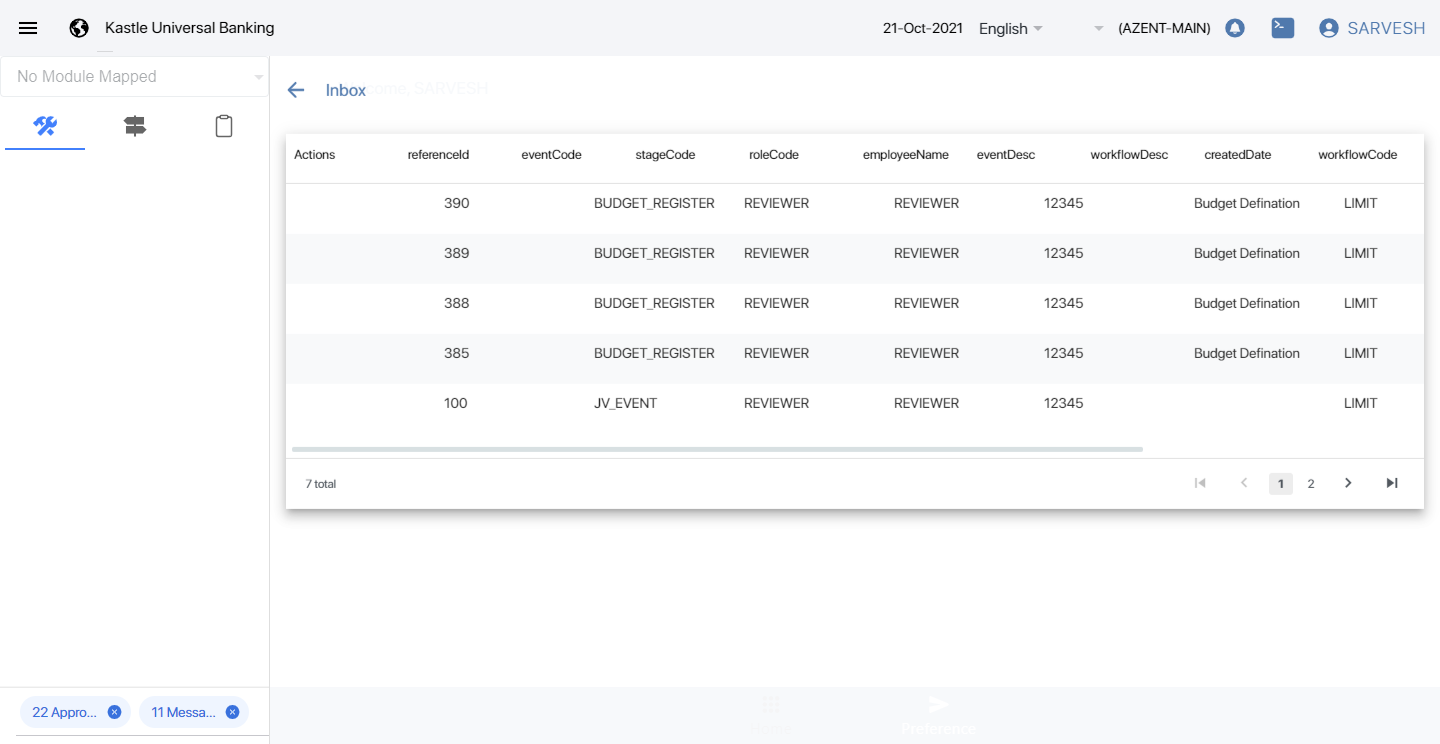 Kastle Universal Banking 21-Oct-2021 English (AZENT-MAIN) SARVESH
No Module Mapped
Inbox come, SARVESH
Actions referenceId eventCode stageCode roleCode employeeName eventDesc workflowDesc createdDate workflowCode
390 BUDGET_REGISTER REVIEWER REVIEWER 12345 Budget Defination LIMIT
389 BUDGET_REGISTER REVIEWER REVIEWER 12345 Budget Defination LIMIT
388 BUDGET_REGISTER REVIEWER REVIEWER 12345 Budget Defination LIMIT
385 BUDGET_REGISTER REVIEWER REVIEWER 12345 Budget Defination LIMIT
100 JV_EVENT REVIEWER REVIEWER 12345 LIMIT
7 total 1 2
22 Appro... 11 Messa...
Preference